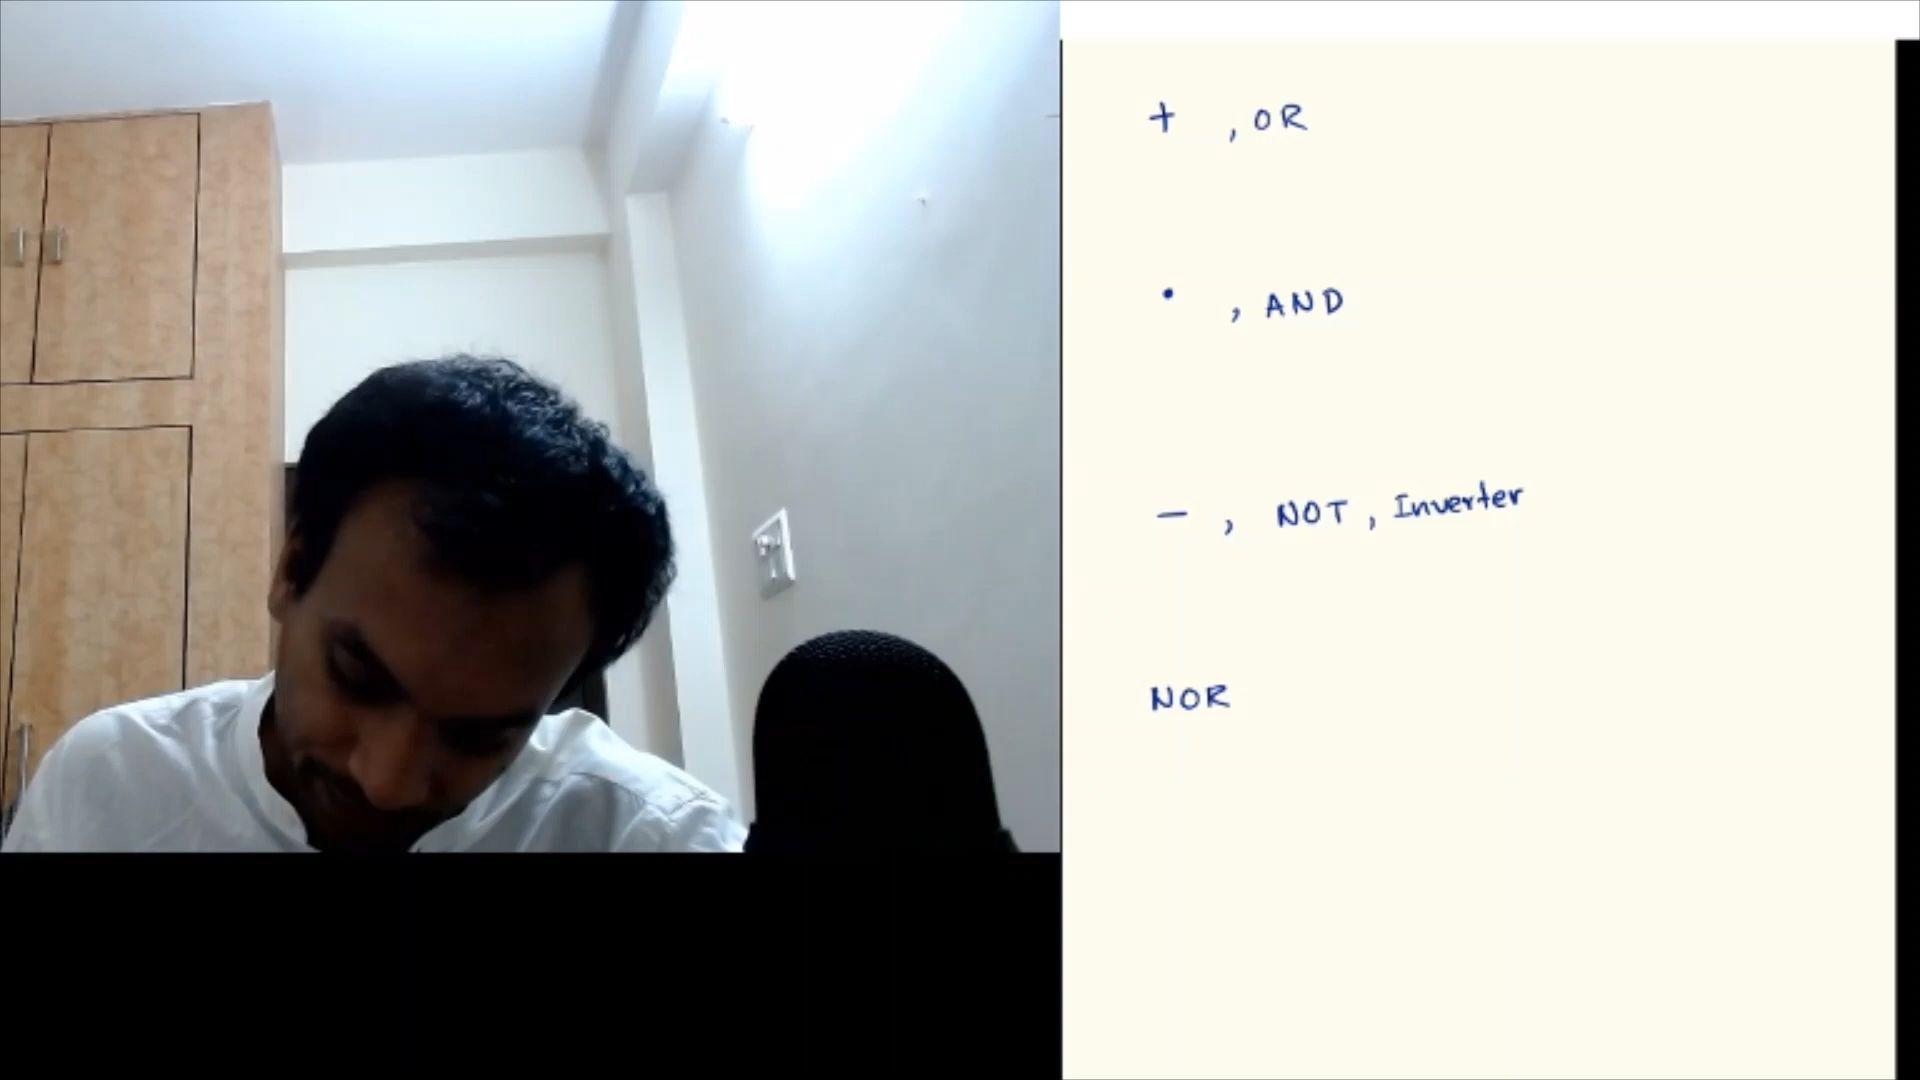 + , OR
• , AND
— , NOT , Inverter
NOR